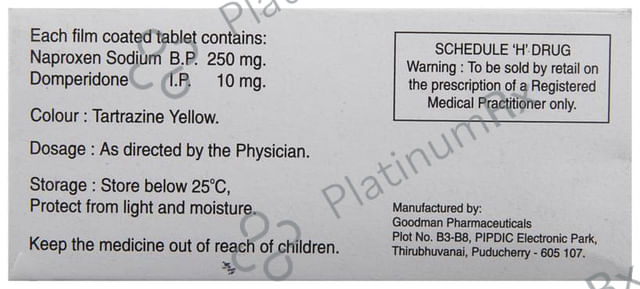 Each film coated tablet contains:
Naproxen Sodium B.P. 250 mg.
Domperidone I.P. 10 mg.
Colour : Tartrazine Yellow.
Dosage : As directed by the Physician.
Storage : Store below 25°C,
Protect from light and moisture.
Keep the medicine out of reach of children.
SCHEDULE 'H' DRUG
Warning : To be sold by retail on
the prescription of a Registered
Medical Practitioner only.
Manufactured by:
Goodman Pharmaceuticals
Plot No. B3-B8, PIPDIC Electronic Park,
Thirubhuvanai, Puducherry - 605 107.
PlatinumRx